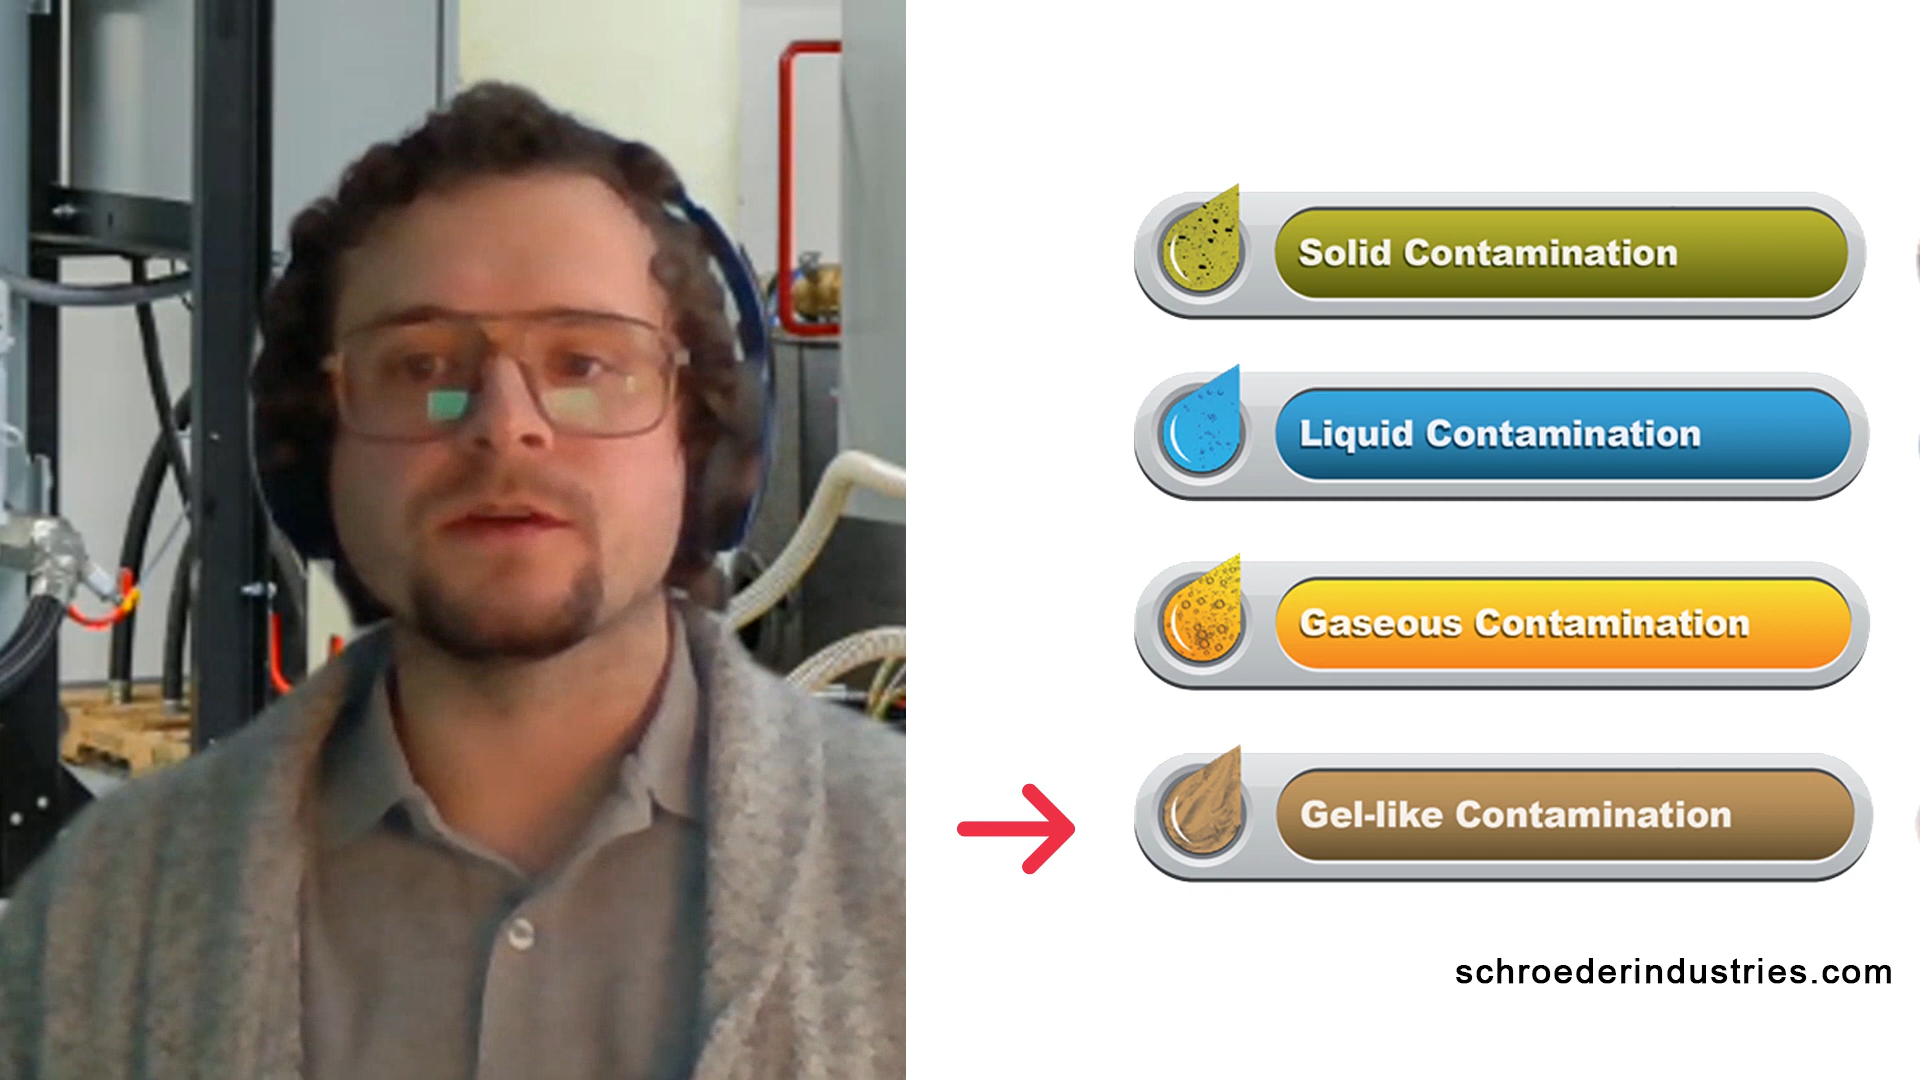 Solid Contamination
Liquid Contamination
Gaseous Contamination
Gel-like Contamination
schroederindustries.com